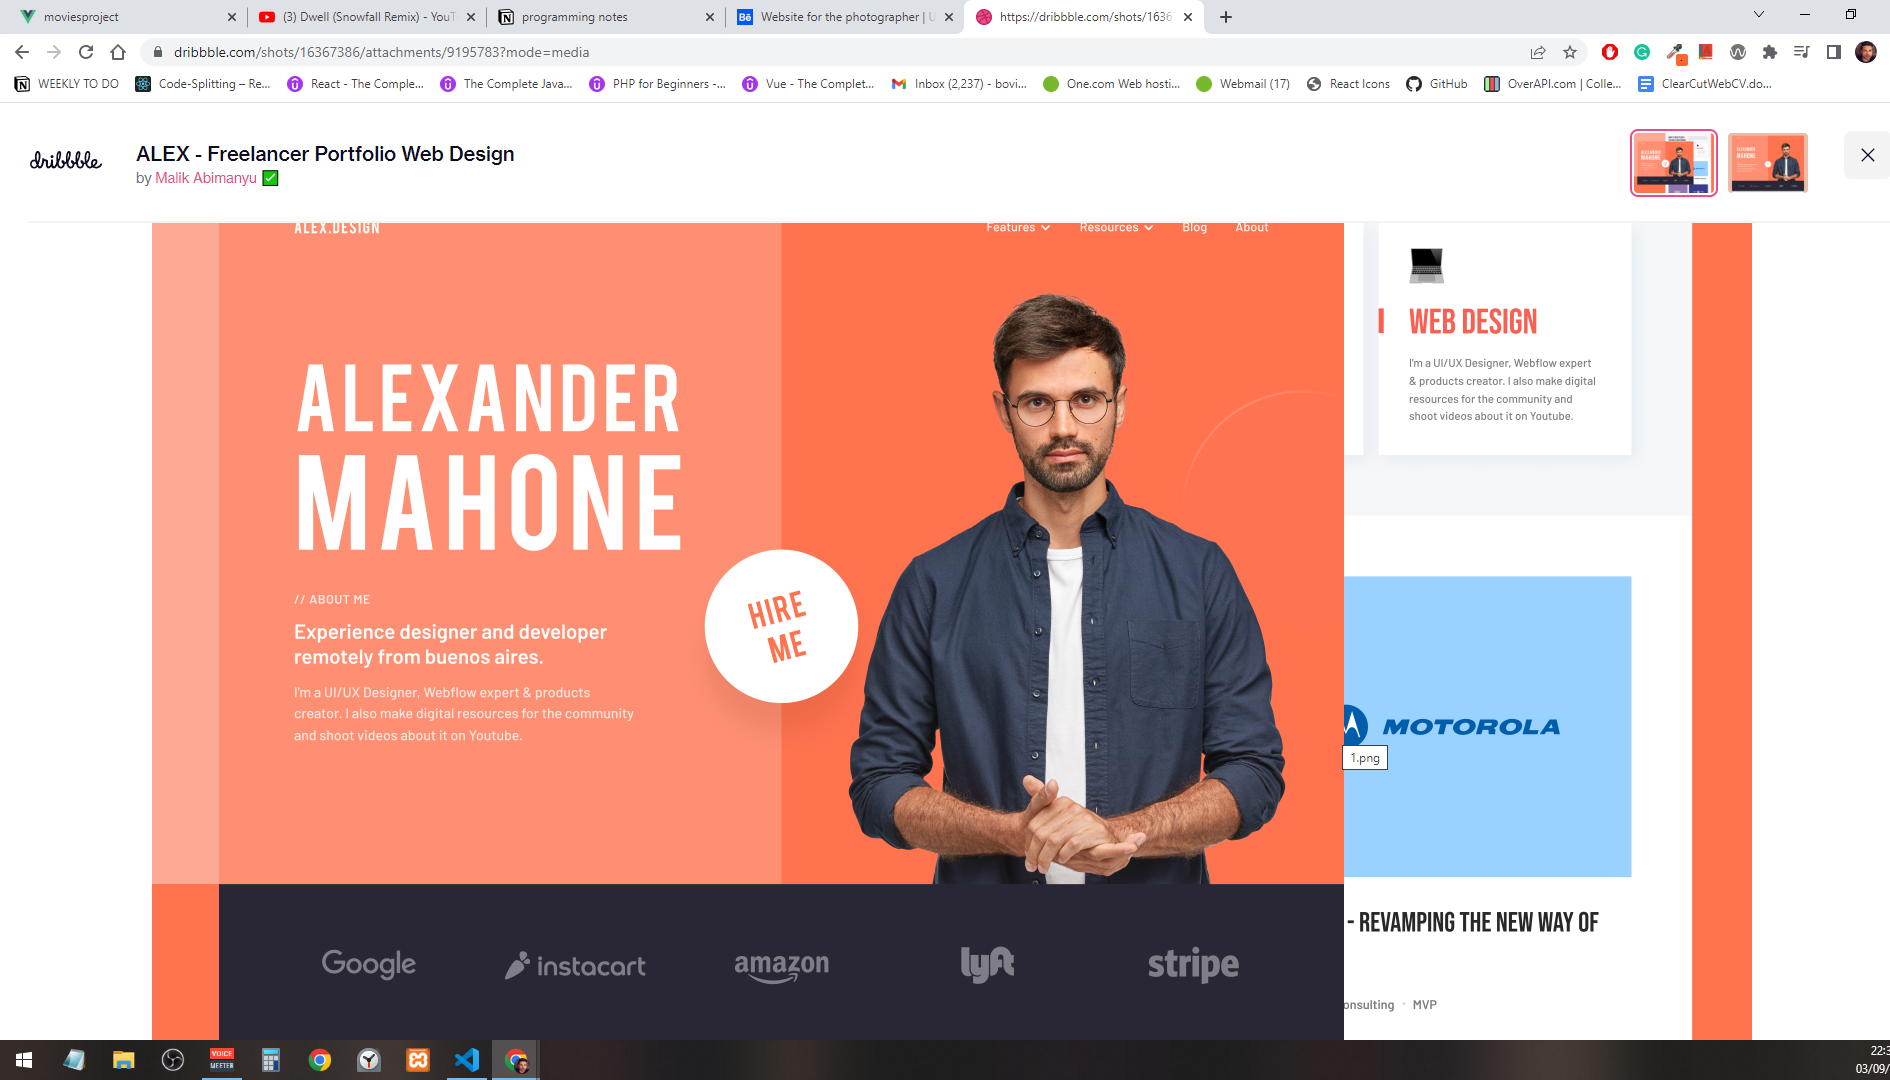 moviesproject
(3) Dwell (Snowfall Remix) - YouT
programming notes
Bē
Website for the photographer | U
https://dribbble.com/shots/1636
dribbble.com/shots/16367386/attachments/9195783?mode=media
WEEKLY TO DO
Code-Splitting – Re...
React - The Comple...
The Complete Java...
PHP for Beginners -...
Vue - The Complet...
Inbox (2,237) - bovi...
One.com Web hosti...
Webmail (17)
React Icons
GitHub
OverAPI.com | Colle...
ClearCutWebCV.do...
dribbble
ALEX - Freelancer Portfolio Web Design
by Malik Abimanyu ✅
ALEX.DESIGN
Features
Resources
Blog
About
ALEXANDER
MAHONE
// ABOUT ME
Experience designer and developer
remotely from buenos aires.
I'm a UI/UX Designer, Webflow expert & products
creator. I also make digital resources for the community
and shoot videos about it on Youtube.
HIRE
ME
WEB DESIGN
I'm a UI/UX Designer, Webflow expert
& products creator. I also make digital
resources for the community and
shoot videos about it on Youtube.
MOTOROLA
1.png
- REVAMPING THE NEW WAY OF
onsulting • MVP
Google
instacart
amazon
lyft
stripe
VOICE
MEETER
22:3
03/09/